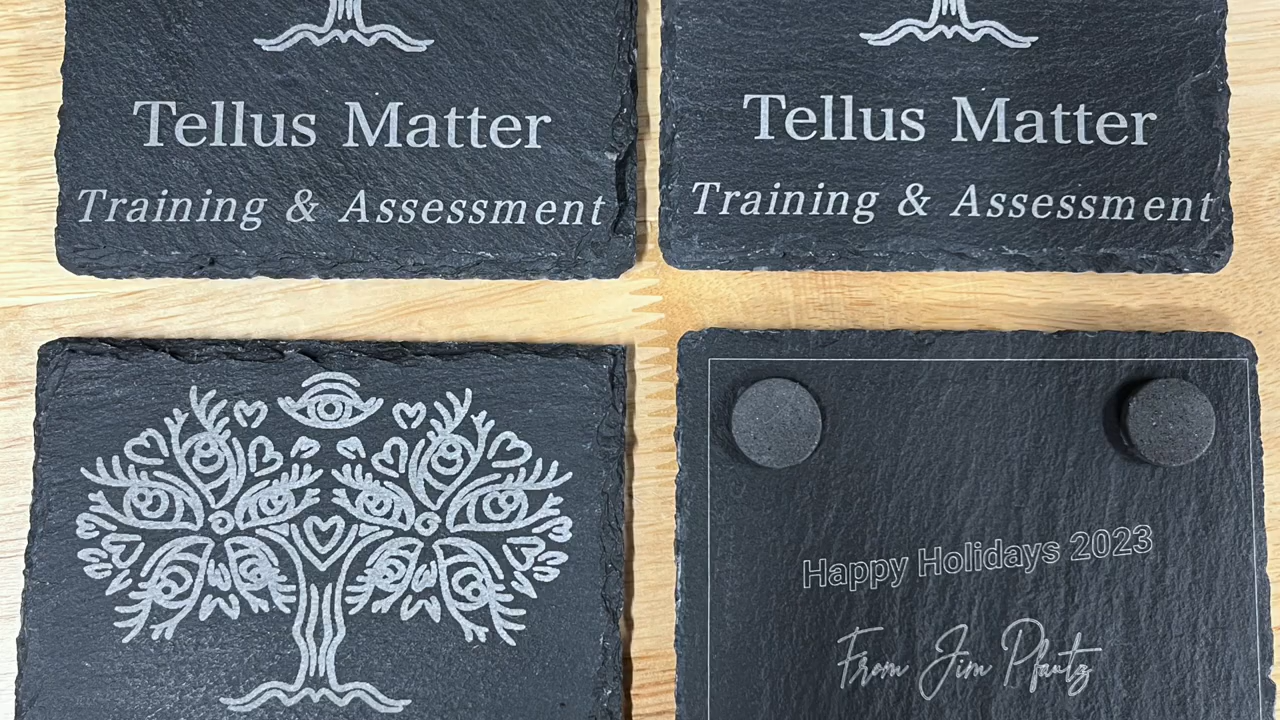 Tellus Matter
Training & Assessment
Tellus Matter
Training & Assessment
Happy Holidays 2023
From Jim Pfautz